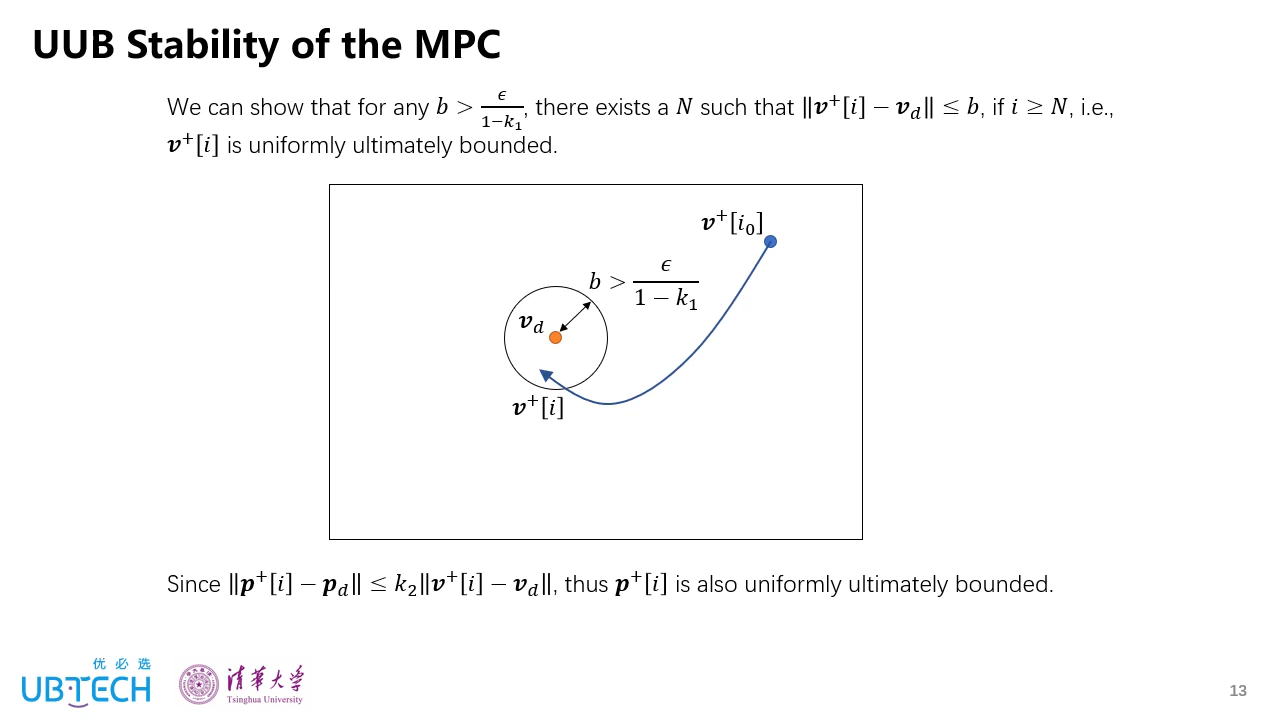 UUB Stability of the MPC
We can show that for any b > ϵ/(1−k₁), there exists a N such that ‖v⁺[i] − v_d‖ ≤ b, if i ≥ N, i.e.,
v⁺[i] is uniformly ultimately bounded.
v⁺[i₀]
b > ϵ/(1 − k₁)
v_d
v⁺[i]
Since ‖p⁺[i] − p_d‖ ≤ k₂‖v⁺[i] − v_d‖, thus p⁺[i] is also uniformly ultimately bounded.
优必选
UBTECH
清华大学
Tsinghua University
13